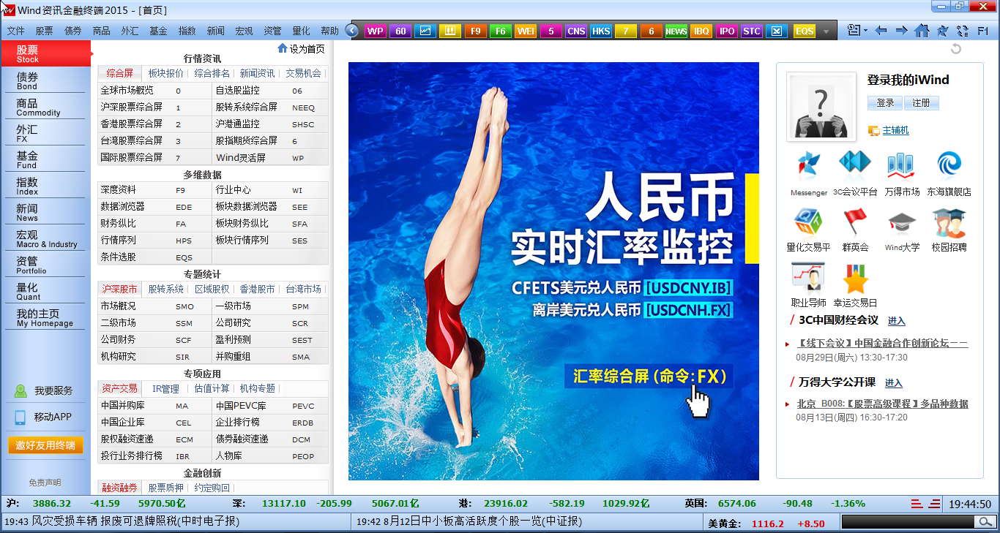 Wind资讯金融终端2015 - [首页]
文件 股票 债券 商品 外汇 基金 指数 新闻 宏观 资管 量化 帮助 WP 60 F9 F6 WEI 5 CNS HKS 7 6 NEWS IBQ IPO STC EQS F1
股票
Stock
债券
Bond
商品
Commodity
外汇
FX
基金
Fund
指数
Index
新闻
News
宏观
Macro & Industry
资管
Portfolio
量化
Quant
我的主页
My Homepage
我要服务
移动APP
邀好友用终端
免责声明
设为首页
行情资讯
综合屏 板块报价 综合排名 新闻资讯 交易机会
全球市场概览 0 自选股监控 06
沪深股票综合屏 1 股转系统综合屏 NEEQ
香港股票综合屏 2 沪港通监控 SHSC
台湾股票综合屏 3 股指期货综合屏 6
国际股票综合屏 7 Wind灵活屏 WP
多维数据
深度资料 F9 行业中心 WI
数据浏览器 EDE 板块数据浏览器 SEE
财务纵比 FA 板块财务纵比 SFA
行情序列 HPS 板块行情序列 SES
条件选股 EQS
专题统计
沪深股市 股转系统 区域股权 香港股市 台湾市场
市场概况 SMO 一级市场 SPM
二级市场 SSM 公司研究 SCR
公司财务 SCF 盈利预测 SEST
机构研究 SIR 并购重组 SMA
专项应用
资产交易 IR管理 估值计算 机构专题
中国并购库 MA 中国PEVC库 PEVC
中国企业库 CEL 企业排行榜 ERDB
股权融资速递 ECM 债券融资速递 DCM
投行业务排行榜 IBR 人物库 PEOP
金融创新
融资融券 股票质押 约定购回
人民币
实时汇率监控
CFETS美元兑人民币 [USDCNY.IB]
离岸美元兑人民币 [USDCNH.FX]
汇率综合屏 (命令:FX)
?
登录我的iWind
登录 注册
主辅机
Messenger 3C会议平台 万得市场 东海旗舰店
量化交易平 群英会 Wind大学 校园招聘
职业导师 幸运交易日
/ 3C中国财经会议 进入
【线下会议】中国金融合作创新论坛——
08月29日(周六) 13:30-17:30
/ 万得大学公开课 进入
北京 B008:【股票高级课程】多品种数据
08月13日(周四) 16:30-17:20
沪: 3886.32 -41.59 5970.50亿 深: 13117.10 -205.99 5067.01亿 港: 23916.02 -582.19 1029.92亿 英国: 6574.06 -90.48 -1.36% 19:44:50
19:43 风灾受损车辆 报废可退牌照税(中时电子报) 19:42 8月12日中小板高活跃度个股一览(中证报) 美黄金: 1116.2 +8.50